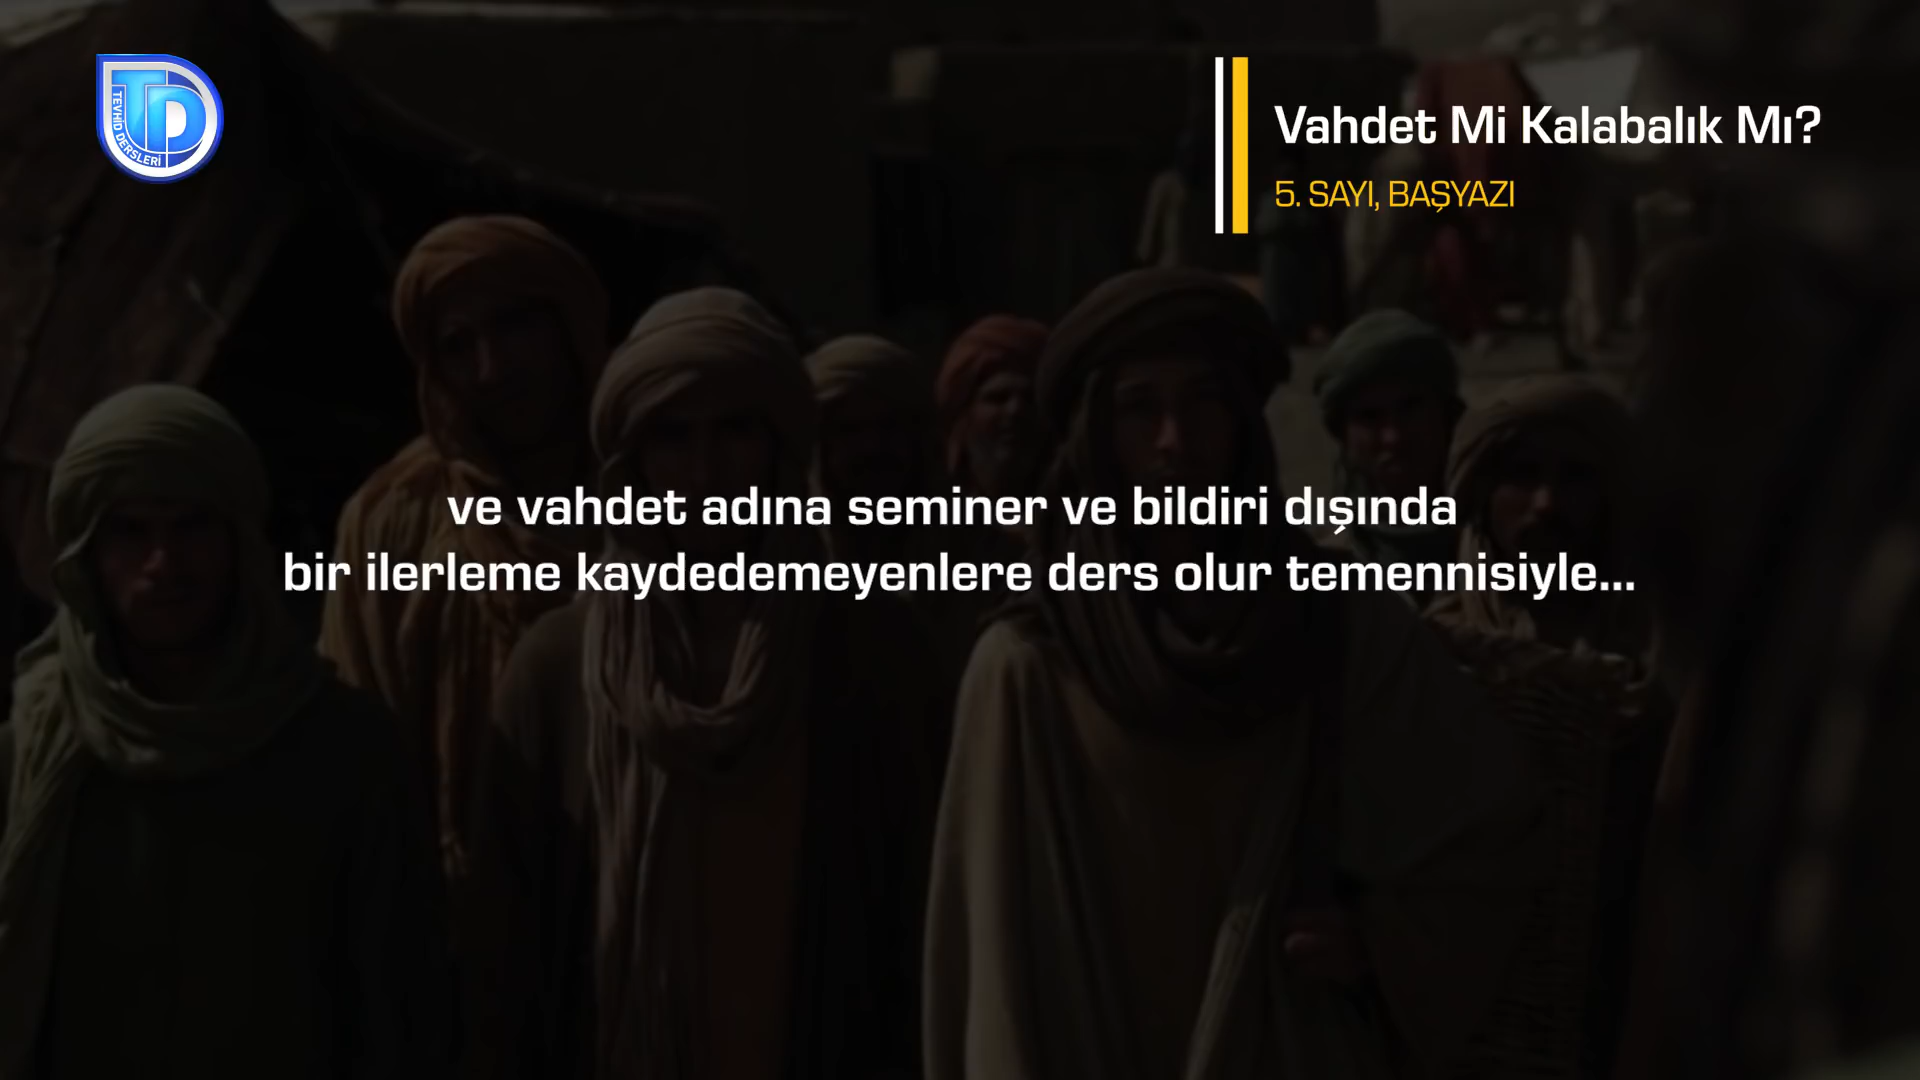 TD
TEVHİD DERSLERİ
Vahdet Mi Kalabalık Mı?
5. SAYI, BAŞYAZI
ve vahdet adına seminer ve bildiri dışında
bir ilerleme kaydedemeyenlere ders olur temennisiyle...